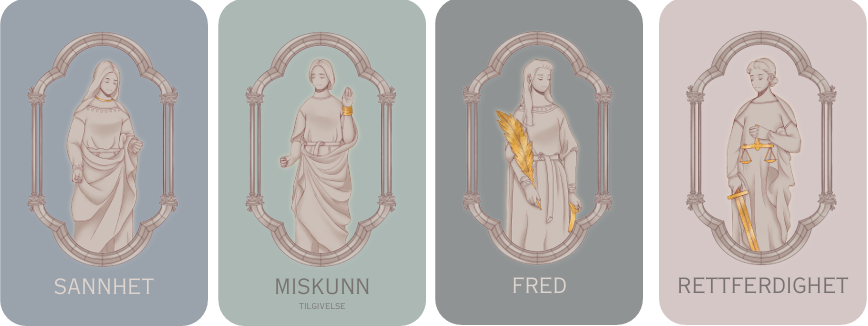 SANNHET
MISKUNN
TILGIVELSE
FRED
RETTFERDIGHET